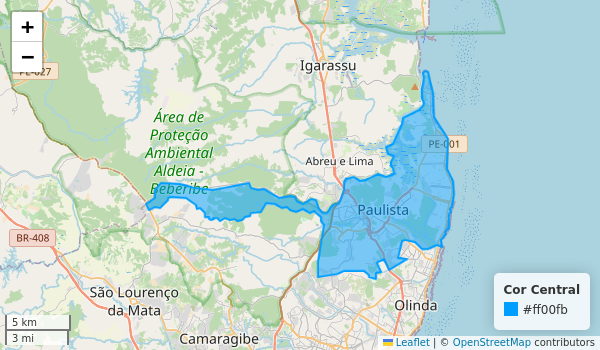 +
−
PE-027
Igarassu
Área de
Proteção
Ambiental
Aldeia -
Beberibe
Abreu e Lima
PE-001
Paulista
BR-408
São Lourenço
da Mata
Olinda
Camaragibe
Cor Central
#ff00fb
5 km
3 mi
Leaflet | © OpenStreetMap contributors